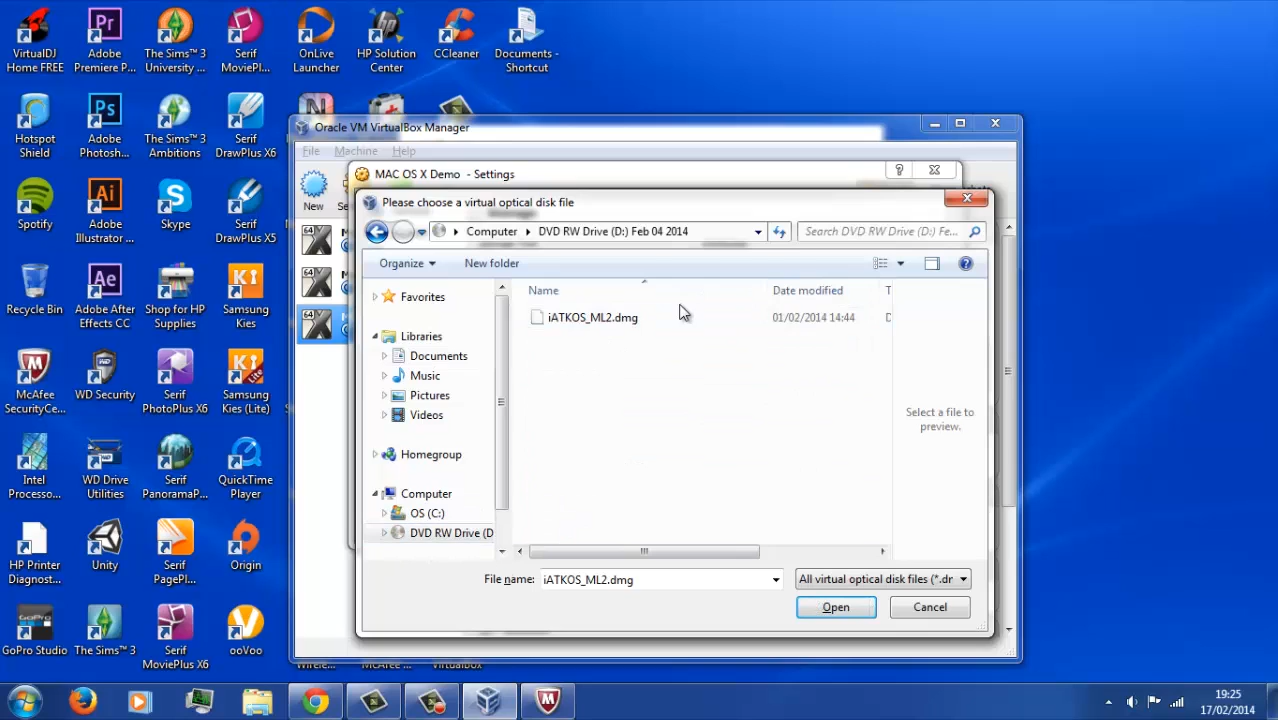 VirtualDJ
Home FREE
Adobe
Premiere P...
The Sims™ 3
University ...
Serif
MoviePl...
OnLive
Launcher
HP Solution
Center
CCleaner
Documents -
Shortcut
Hotspot
Shield
Adobe
Photosh...
The Sims™ 3
Ambitions
Serif
DrawPlus X6
Spotify
Adobe
Illustrator ...
Skype
Serif
DrawPlus X5
Recycle Bin
Adobe After
Effects CC
Shop for HP
Supplies
Samsung
Kies
McAfee
SecurityCe...
WD Security
Serif
PhotoPlus X6
Samsung
Kies (Lite)
Intel
Processo...
WD Drive
Utilities
Serif
PanoramaP...
QuickTime
Player
HP Printer
Diagnost...
Unity
Serif
PagePl...
Origin
GoPro Studio
The Sims™ 3
Serif
MoviePlus X6
ooVoo
Oracle VM VirtualBox Manager
File Machine Help
New
MAC OS X Demo - Settings
Please choose a virtual optical disk file
Computer DVD RW Drive (D:) Feb 04 2014
Search DVD RW Drive (D:) Fe...
Organize New folder
Favorites
Libraries
Documents
Music
Pictures
Videos
Homegroup
Computer
OS (C:)
DVD RW Drive (D
Name Date modified T
iATKOS_ML2.dmg 01/02/2014 14:44 D
Select a file to
preview.
File name: iATKOS_ML2.dmg
All virtual optical disk files (*.dr
Open Cancel
19:25
17/02/2014